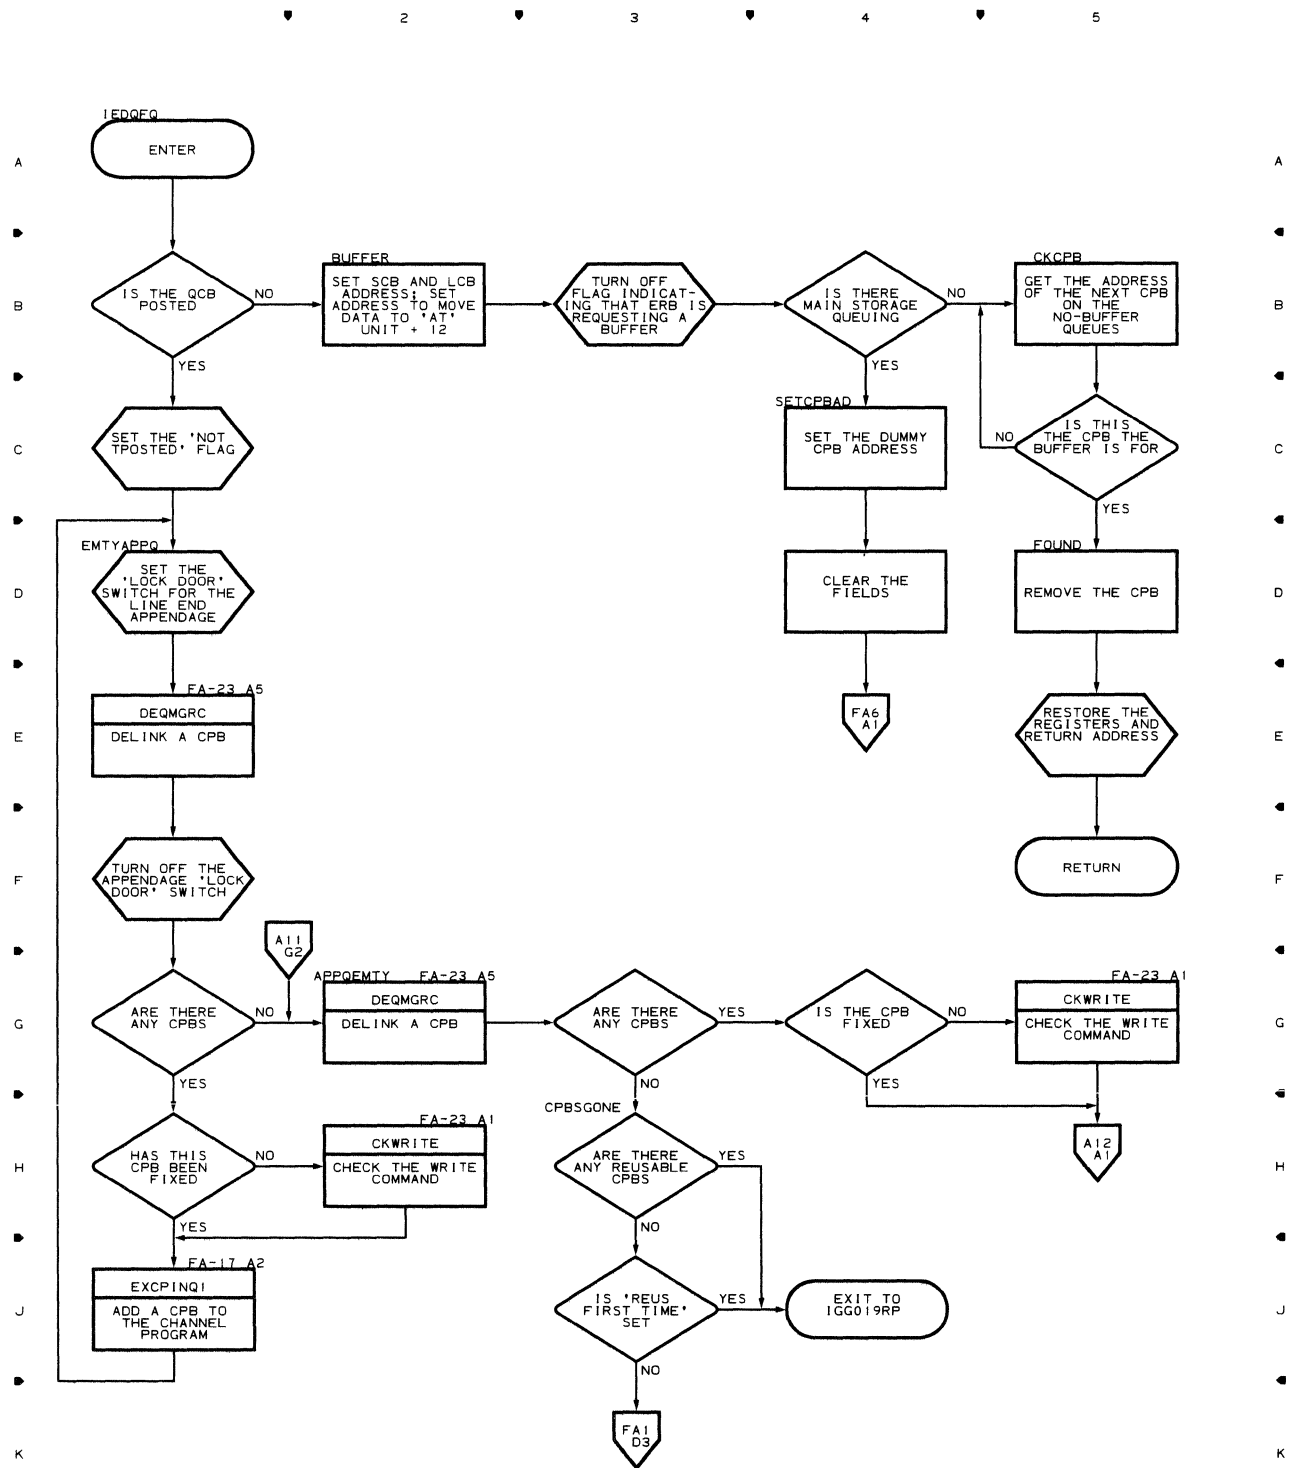 2 3 4 5
IEDQFQ
ENTER
A A
IS THE QCB
POSTED
NO
YES
BUFFER
SET SCB AND LCB
ADDRESS; SET
ADDRESS TO MOVE
DATA TO 'AT'
UNIT + 12
TURN OFF
FLAG INDICAT-
ING THAT ERB IS
REQUESTING A
BUFFER
IS THERE
MAIN STORAGE
QUEUING
NO
YES
CKCPB
GET THE ADDRESS
OF THE NEXT CPB
ON THE
NO-BUFFER
QUEUES
B B
SET THE 'NOT
TPOSTED' FLAG
SETCPBAD
SET THE DUMMY
CPB ADDRESS
IS THIS
THE CPB THE
BUFFER IS FOR
NO
YES
C C
EMTYAPPQ
SET THE
'LOCK DOOR'
SWITCH FOR THE
LINE END
APPENDAGE
CLEAR THE
FIELDS
FOUND
REMOVE THE CPB
D D
FA-23 A5
DEQMGRC
DELINK A CPB
FA6
A1
RESTORE THE
REGISTERS AND
RETURN ADDRESS
E E
TURN OFF THE
APPENDAGE 'LOCK
DOOR' SWITCH
RETURN
F F
A11
G2
ARE THERE
ANY CPBS
NO
YES
APPQEMTY FA-23 A5
DEQMGRC
DELINK A CPB
ARE THERE
ANY CPBS
YES
NO
IS THE CPB
FIXED
NO
YES
FA-23 A1
CKWRITE
CHECK THE WRITE
COMMAND
G G
HAS THIS
CPB BEEN
FIXED
NO
YES
FA-23 A1
CKWRITE
CHECK THE WRITE
COMMAND
CPBSGONE
ARE THERE
ANY REUSABLE
CPBS
YES
NO
A12
A1
H H
FA-17 A2
EXCPINQ1
ADD A CPB TO
THE CHANNEL
PROGRAM
IS 'REUS
FIRST TIME'
SET
YES
NO
EXIT TO
IGG019RP
J J
FA1
D3
K K